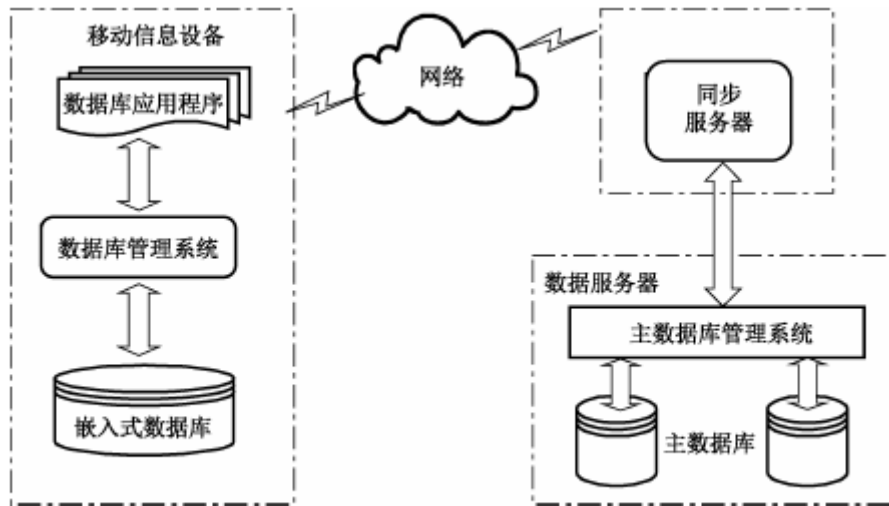 移动信息设备
数据库应用程序
数据库管理系统
嵌入式数据库
网络
同步
服务器
数据服务器
主数据库管理系统
主数据库